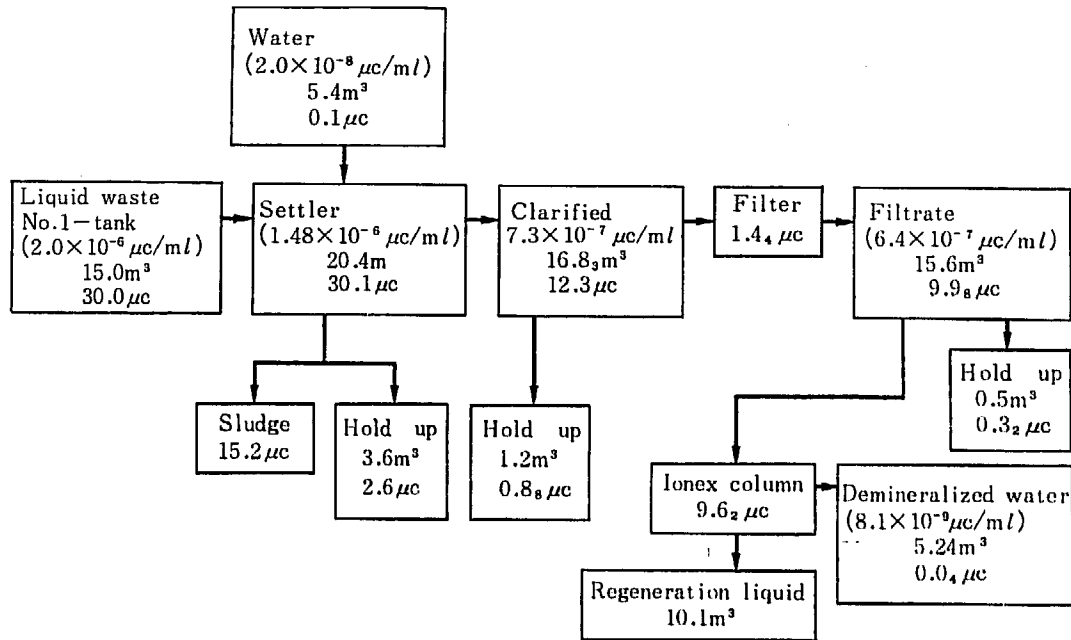 Water
(2.0×10⁻⁸ μc/mℓ)
5.4m³
0.1μc
Liquid waste
No.1-tank
(2.0×10⁻⁶ μc/mℓ)
15.0m³
30.0μc
Settler
(1.48×10⁻⁶ μc/mℓ)
20.4m
30.1μc
Clarified
7.3×10⁻⁷ μc/mℓ
16.8₃m³
12.3μc
Filter
1.4₄ μc
Filtrate
(6.4×10⁻⁷ μc/mℓ)
15.6m³
9.9₈ μc
Sludge
15.2μc
Hold up
3.6m³
2.6μc
Hold up
1.2m³
0.8₈ μc
Hold up
0.5m³
0.3₂ μc
Ionex column
9.6₂ μc
Demineralized water
(8.1×10⁻⁹μc/mℓ)
5.24m³
0.0₄ μc
Regeneration liquid
10.1m³